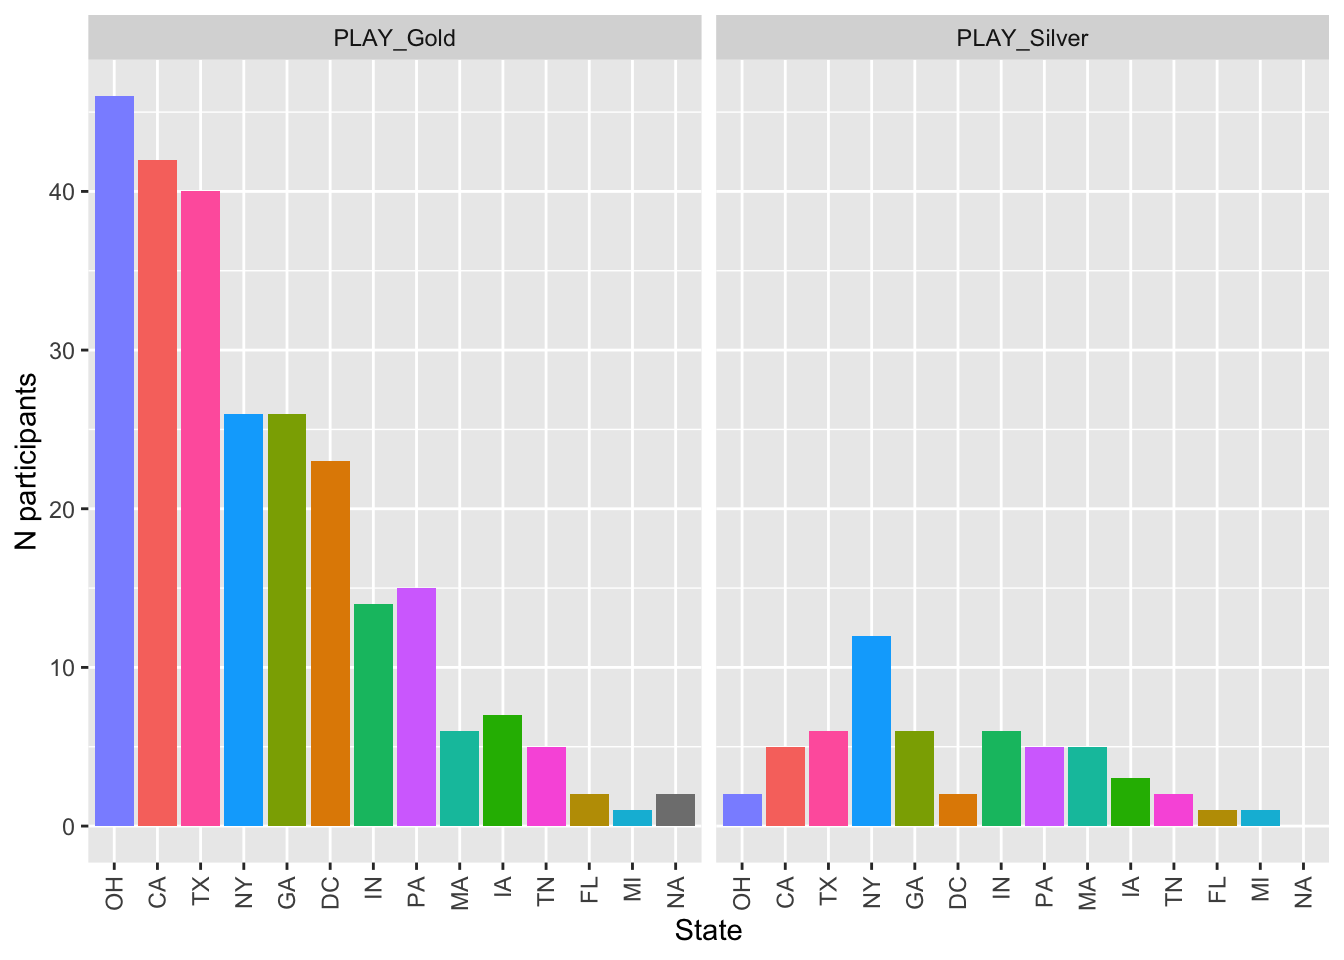 PLAY_Gold
PLAY_Silver
N participants
40
30
20
10
0
OH CA TX NY GA DC IN PA MA IA TN FL MI NA
OH CA TX NY GA DC IN PA MA IA TN FL MI NA
State